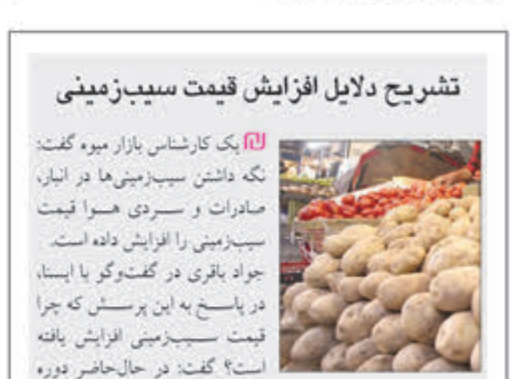 تشریح دلایل افزایش قیمت سیب‌زمینی
یک کارشناس بازار میوه گفت:
نگه داشتن سیب‌زمینی‌ها در انبار،
صادرات و سردی هوا قیمت
سیب‌زمینی را افزایش داده است.
جواد باقری در گفت‌وگو با ایسنا،
در پاسخ به این پرسش که چرا
قیمت سیب‌زمینی افزایش یافته
است؟ گفت: در حال‌حاضر دوره